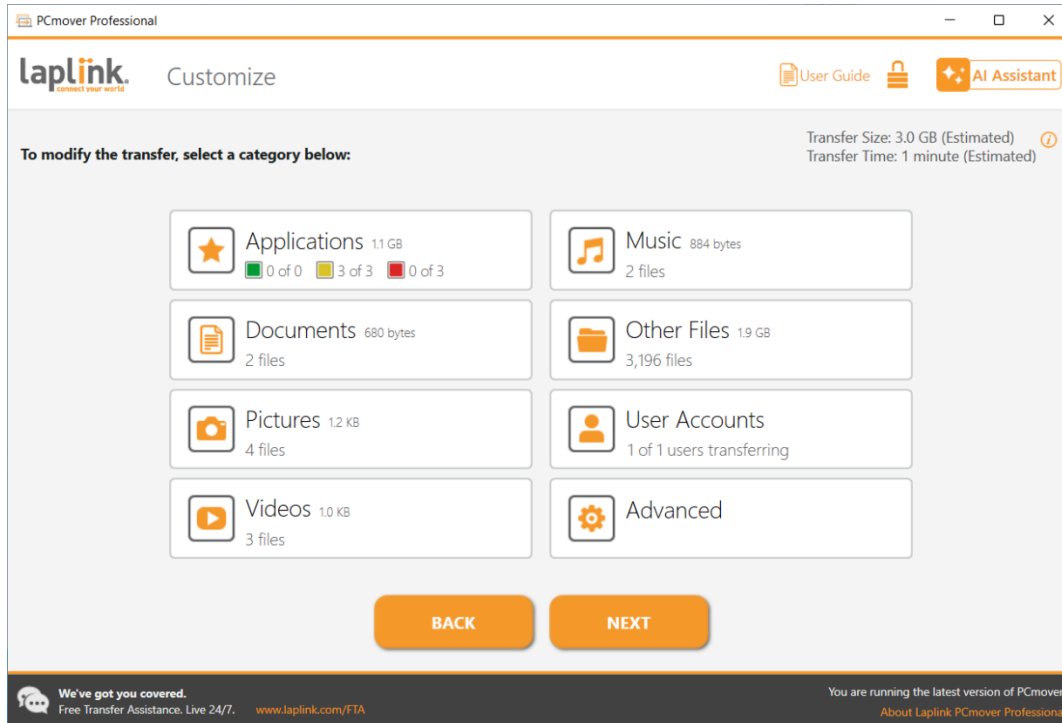 PCmover Professional
laplink.
connect your world
Customize
User Guide
AI Assistant
To modify the transfer, select a category below:
Transfer Size: 3.0 GB (Estimated)
Transfer Time: 1 minute (Estimated)
Applications 1.1 GB
0 of 0 3 of 3 0 of 3
Music 884 bytes
2 files
Documents 680 bytes
2 files
Other Files 1.9 GB
3,196 files
Pictures 1.2 KB
4 files
User Accounts
1 of 1 users transferring
Videos 1.0 KB
3 files
Advanced
BACK
NEXT
We've got you covered.
Free Transfer Assistance. Live 24/7. www.laplink.com/FTA
You are running the latest version of PCmover
About Laplink PCmover Professional